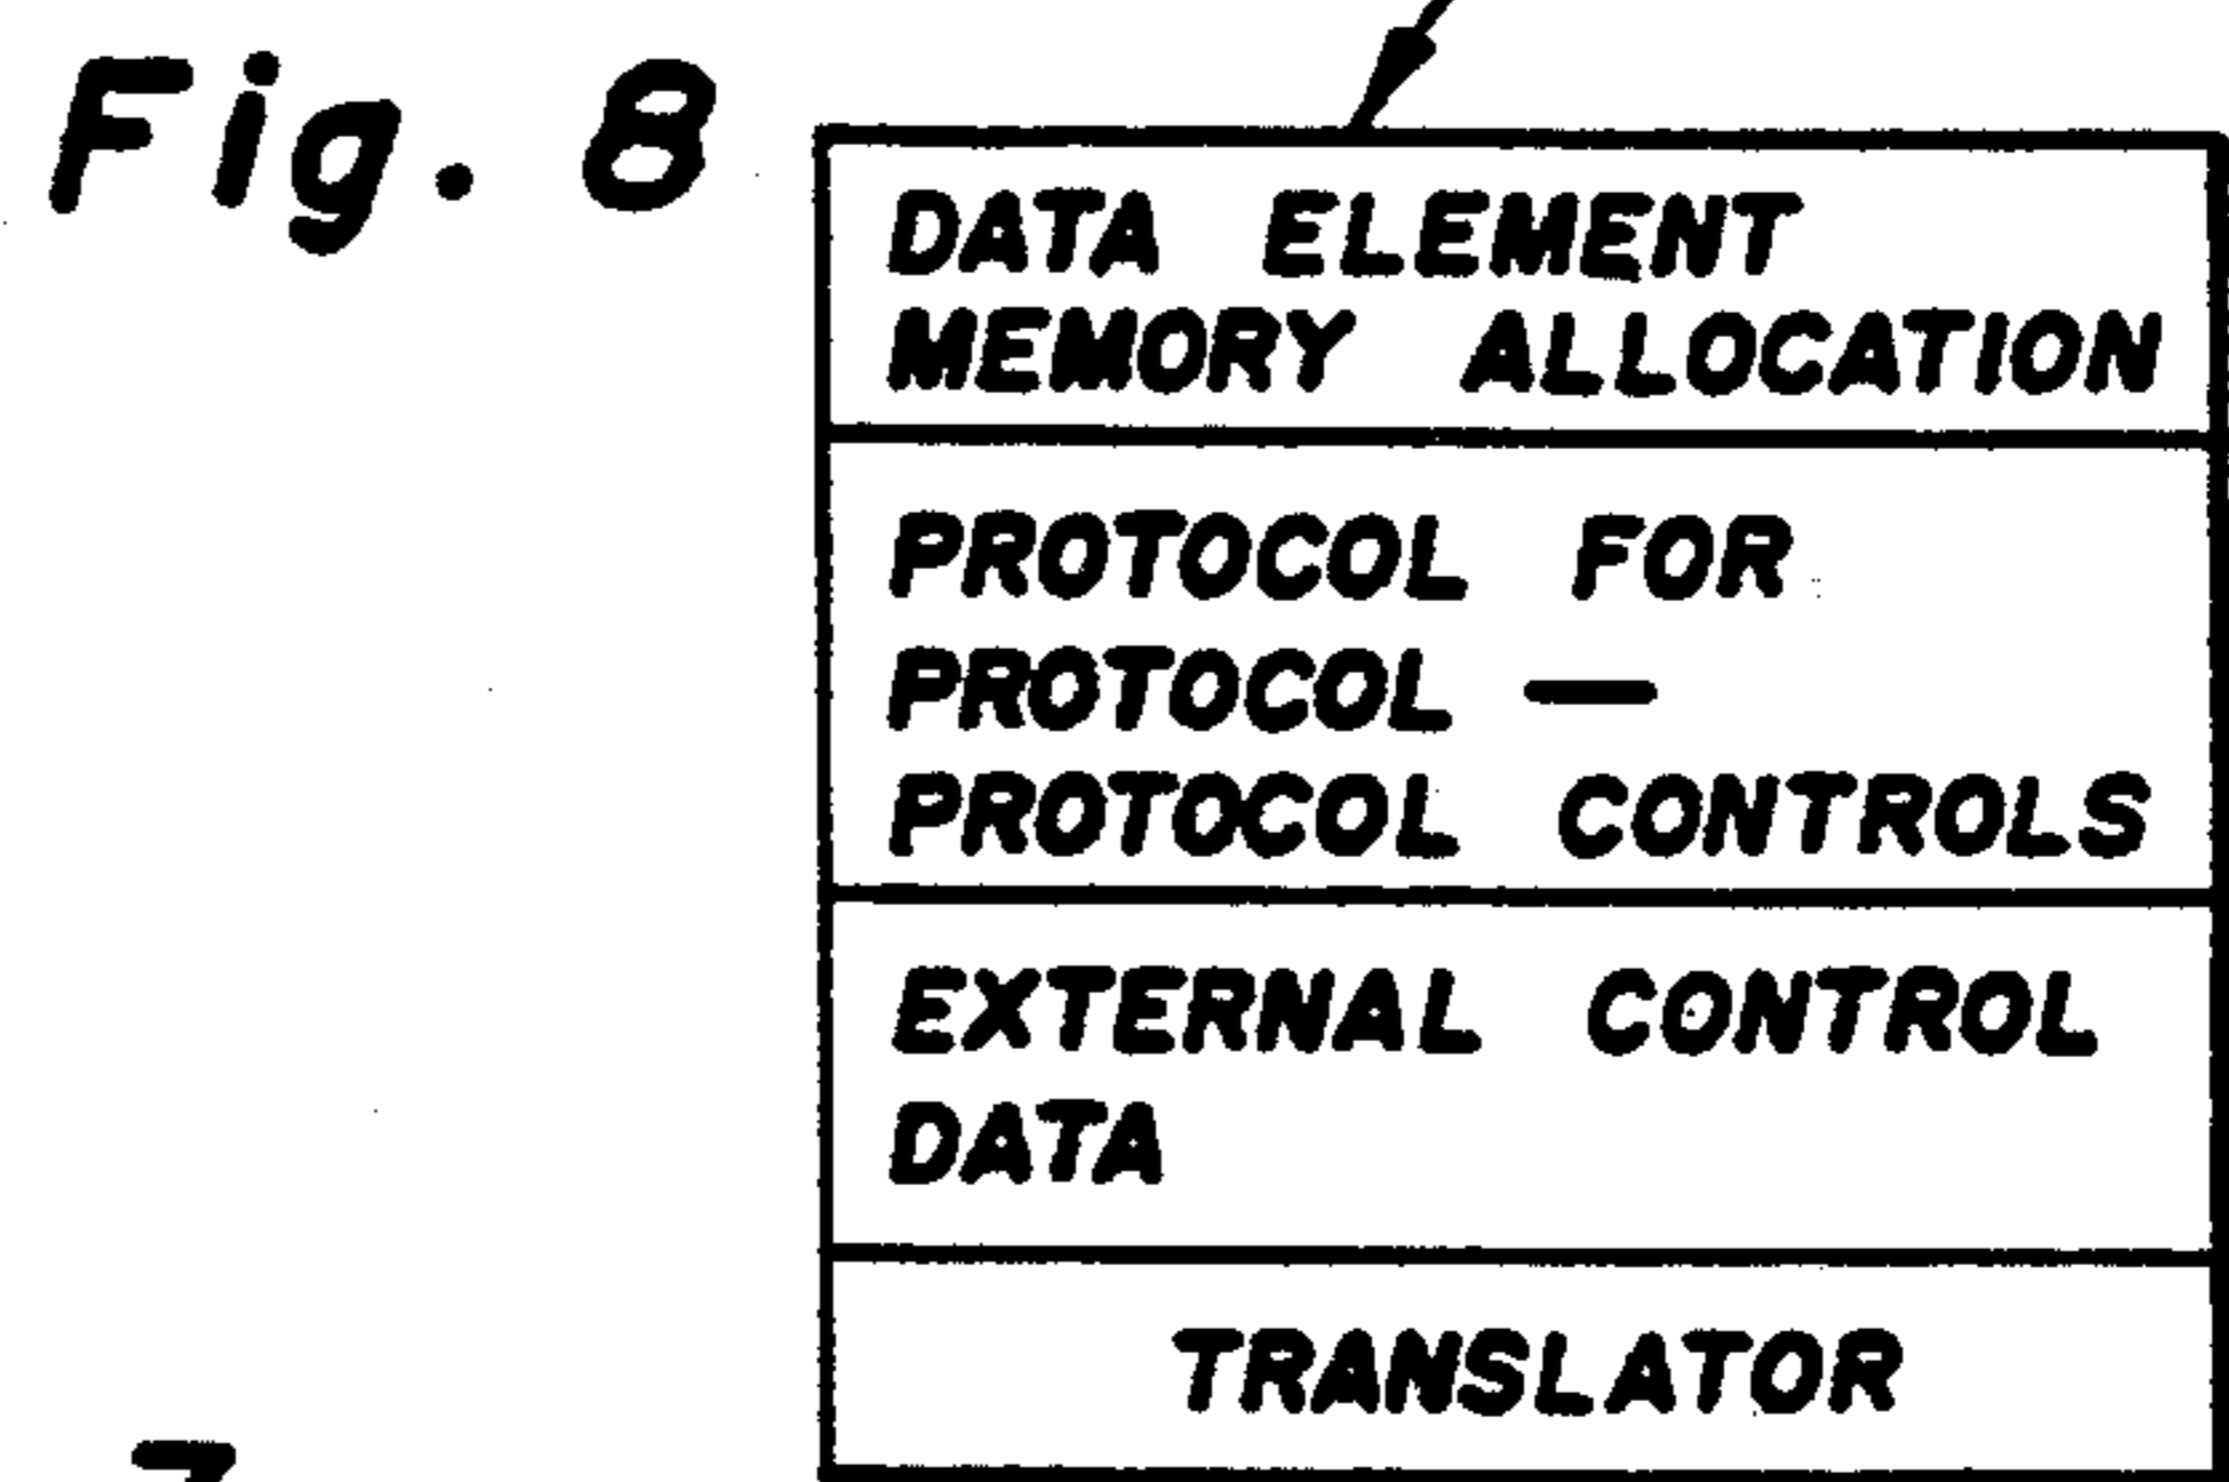 Fig. 8
DATA ELEMENT
MEMORY ALLOCATION
PROTOCOL FOR
PROTOCOL —
PROTOCOL CONTROLS
EXTERNAL CONTROL
DATA
TRANSLATOR